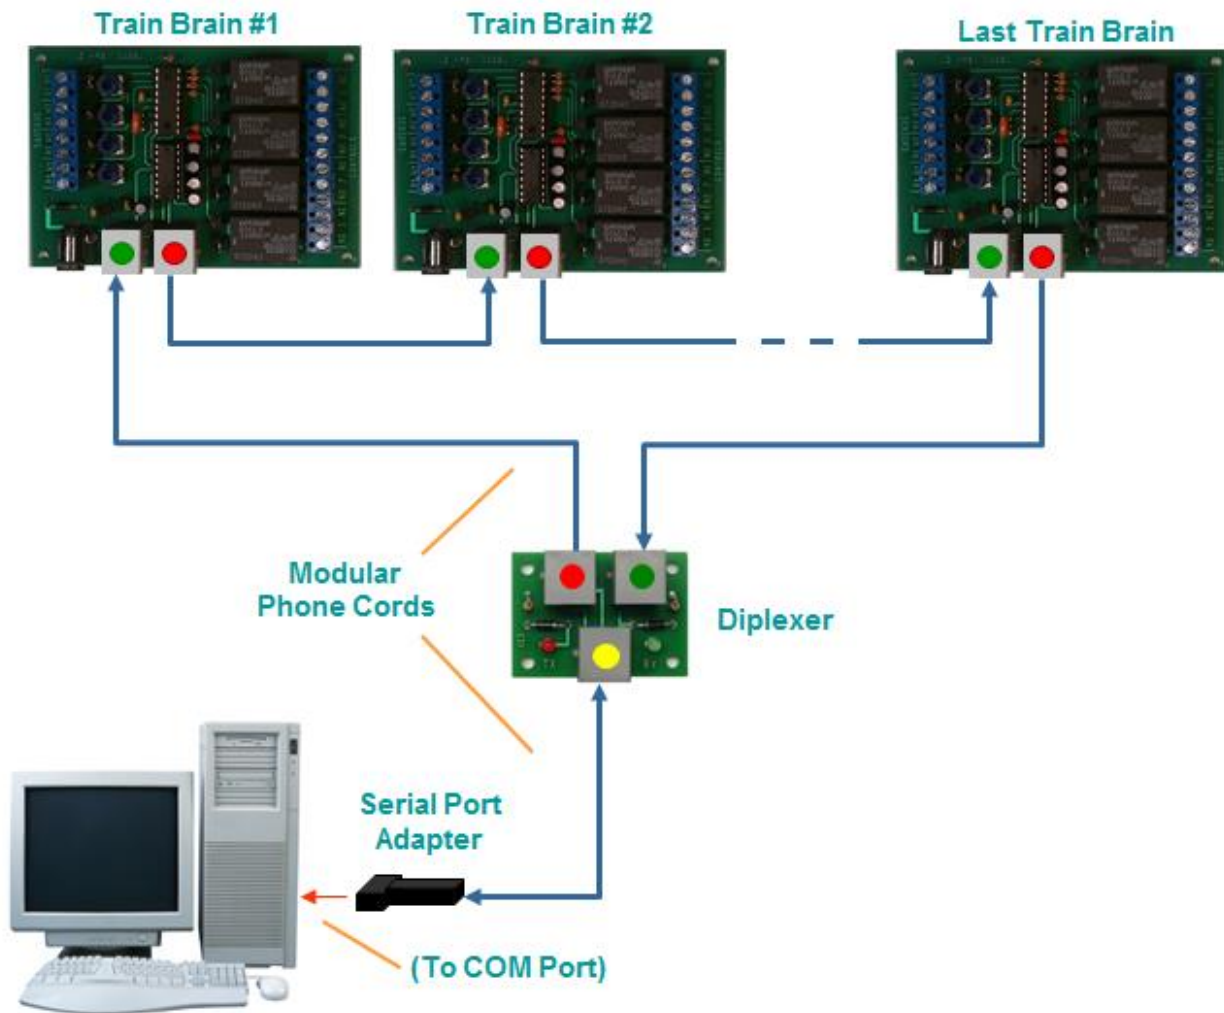 Train Brain #1
Train Brain #2
Last Train Brain
Modular
Phone Cords
Diplexer
TX
Serial Port
Adapter
(To COM Port)